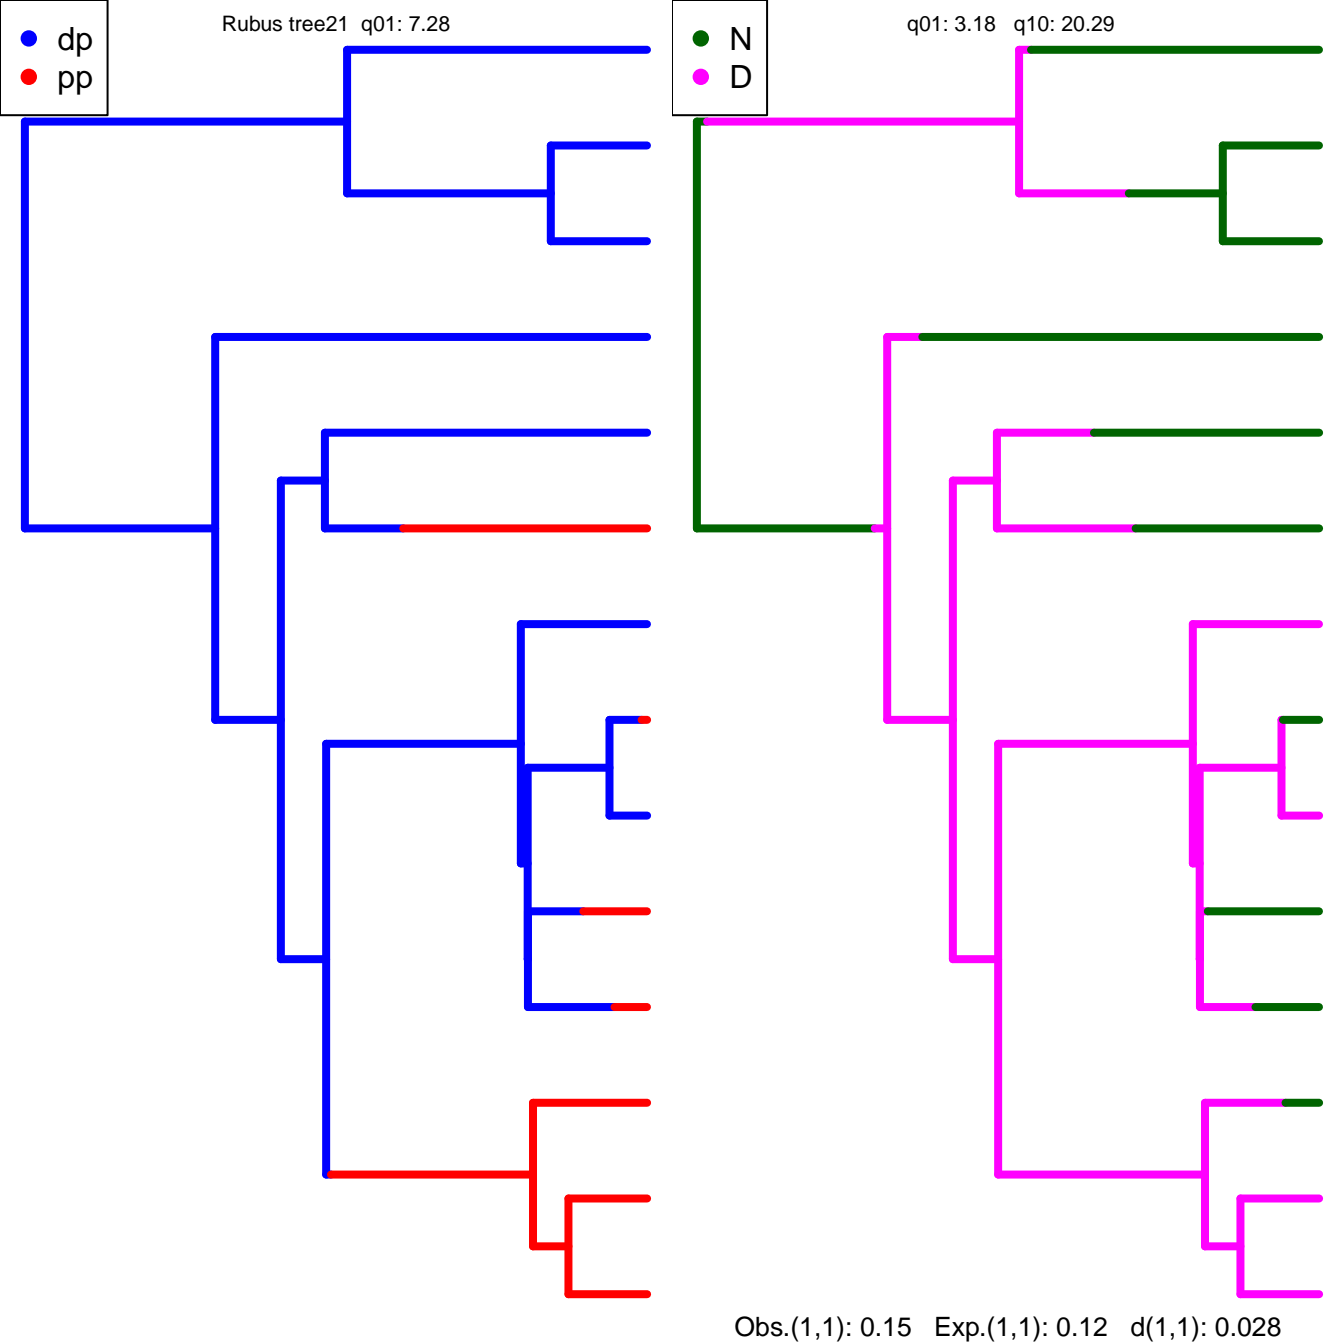 Rubus tree21 q01: 7.28
dp
pp
q01: 3.18 q10: 20.29
N
D
Obs.(1,1): 0.15 Exp.(1,1): 0.12 d(1,1): 0.028